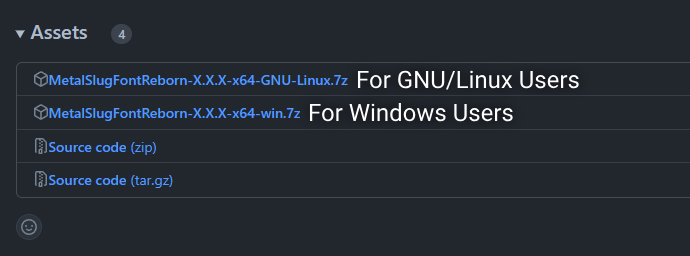 Assets 4
MetalSlugFontReborn-X.X.X-x64-GNU-Linux.7z For GNU/Linux Users
MetalSlugFontReborn-X.X.X-x64-win.7z For Windows Users
Source code (zip)
Source code (tar.gz)